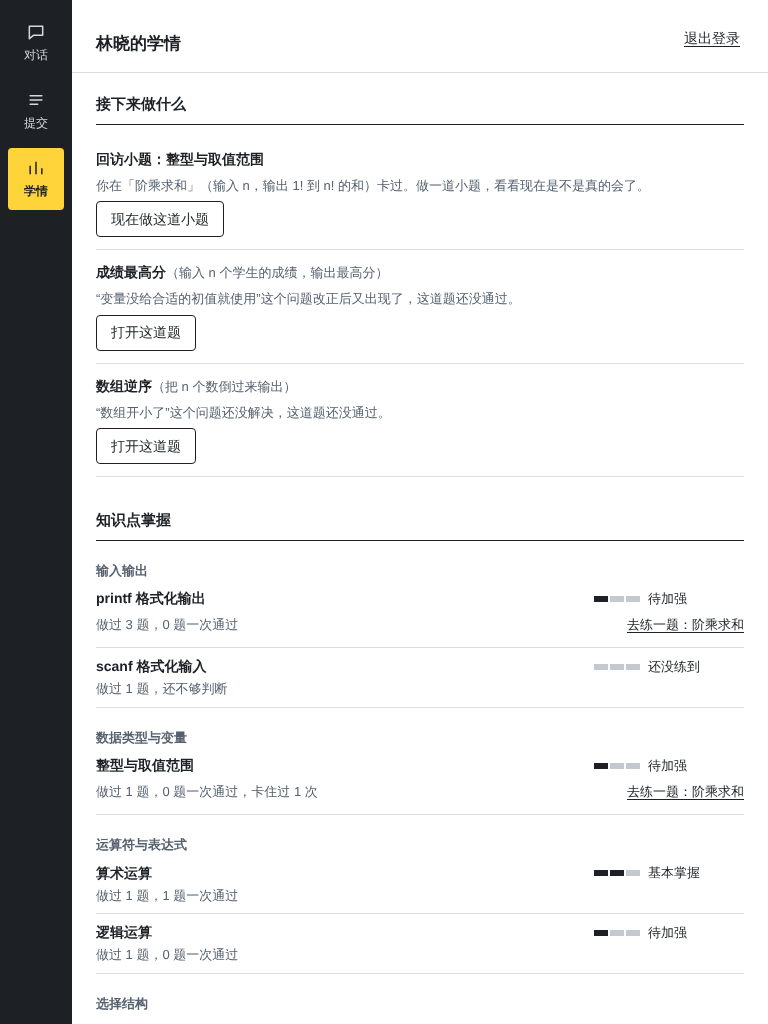 对话
提交
学情
林晓的学情
退出登录
接下来做什么
回访小题：整型与取值范围
你在「阶乘求和」（输入 n，输出 1! 到 n! 的和）卡过。做一道小题，看看现在是不是真的会了。
现在做这道小题
成绩最高分（输入 n 个学生的成绩，输出最高分）
“变量没给合适的初值就使用”这个问题改正后又出现了，这道题还没通过。
打开这道题
数组逆序（把 n 个数倒过来输出）
“数组开小了”这个问题还没解决，这道题还没通过。
打开这道题
知识点掌握
输入输出
printf 格式化输出
待加强
做过 3 题，0 题一次通过
去练一题：阶乘求和
scanf 格式化输入
还没练到
做过 1 题，还不够判断
数据类型与变量
整型与取值范围
待加强
做过 1 题，0 题一次通过，卡住过 1 次
去练一题：阶乘求和
运算符与表达式
算术运算
基本掌握
做过 1 题，1 题一次通过
逻辑运算
待加强
做过 1 题，0 题一次通过
选择结构